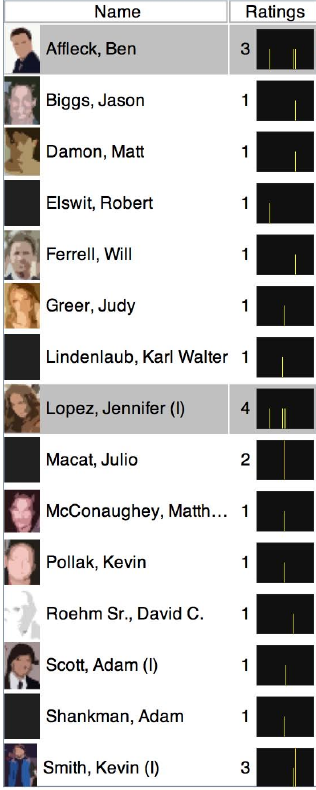 Name Ratings
Affleck, Ben 3
Biggs, Jason 1
Damon, Matt 1
Elswit, Robert 1
Ferrell, Will 1
Greer, Judy 1
Lindenlaub, Karl Walter 1
Lopez, Jennifer (I) 4
Macat, Julio 2
McConaughey, Matth... 1
Pollak, Kevin 1
Roehm Sr., David C. 1
Scott, Adam (I) 1
Shankman, Adam 1
Smith, Kevin (I) 3